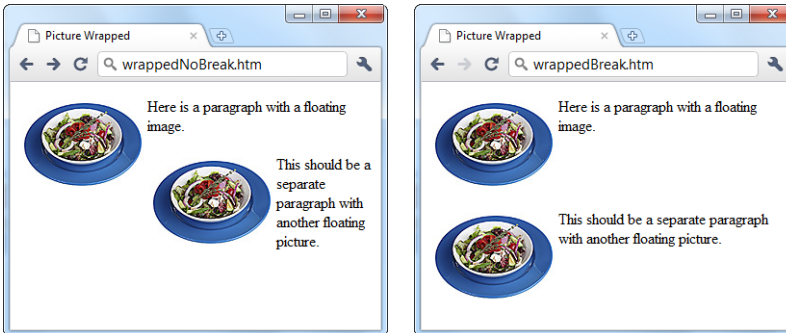 Picture Wrapped
wrappedNoBreak.htm
Here is a paragraph with a floating
image.
This should be a
separate
paragraph with
another floating
picture.
Picture Wrapped
wrappedBreak.htm
Here is a paragraph with a floating
image.
This should be a separate paragraph
with another floating picture.